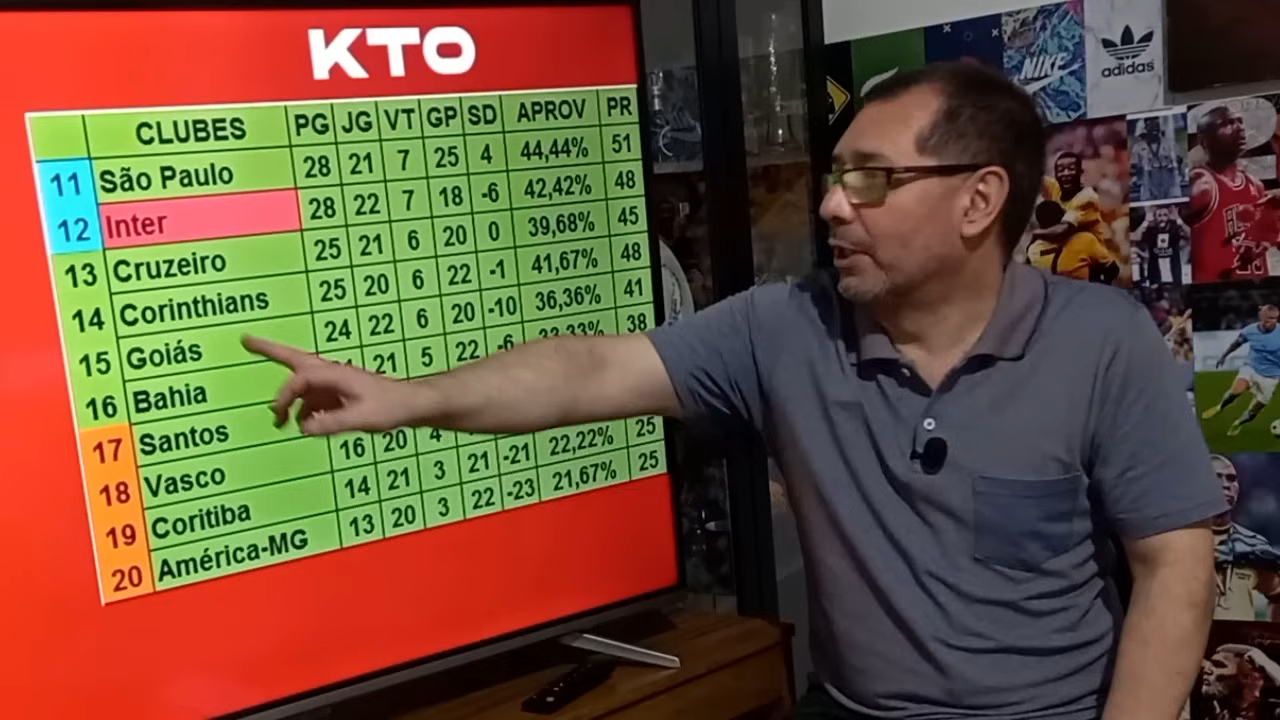 KTO
CLUBES PG JG VT GP SD APROV PR
11 São Paulo 28 21 7 25 4 44,44% 51
12 Inter 28 22 7 18 -6 42,42% 48
13 Cruzeiro 25 21 6 20 0 39,68% 45
14 Corinthians 25 20 6 22 -1 41,67% 48
15 Goiás 24 22 6 20 -10 36,36% 41
16 Bahia 21 5 22 -6 38
17 Santos
18 Vasco 16 20 4
19 Coritiba 14 21 3 21 -21 22,22% 25
20 América-MG 13 20 3 22 -23 21,67% 25
NIKE
adidas